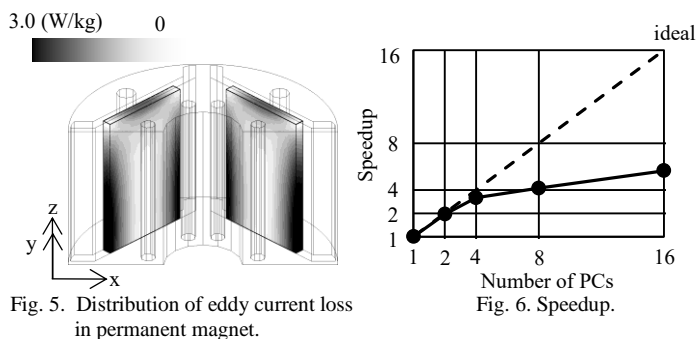 3.0 (W/kg) 0
z
y
x
Fig. 5. Distribution of eddy current loss
in permanent magnet.
ideal
16
8
4
2
1
Speedup
1 2 4 8 16
Number of PCs
Fig. 6. Speedup.